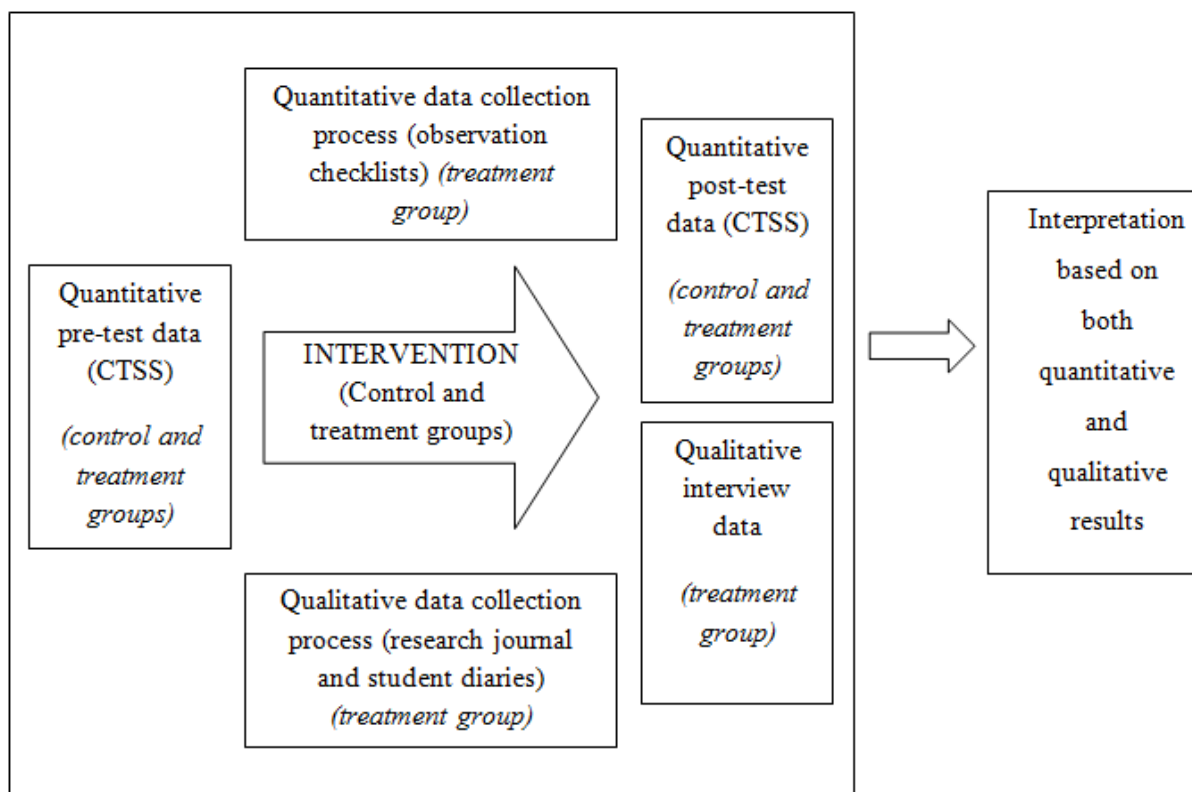 Quantitative
pre-test data
(CTSS)
(control and
treatment
groups)
Quantitative data collection
process (observation
checklists) (treatment
group)
INTERVENTION
(Control and
treatment groups)
Qualitative data collection
process (research journal
and student diaries)
(treatment group)
Quantitative
post-test
data (CTSS)
(control and
treatment
groups)
Qualitative
interview
data
(treatment
group)
Interpretation
based on
both
quantitative
and
qualitative
results